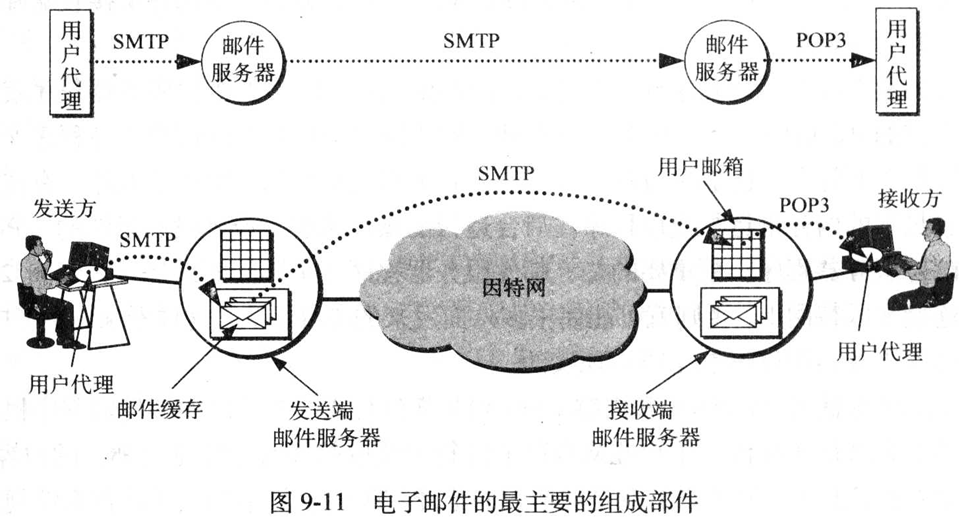 用户代理
SMTP
邮件服务器
SMTP
邮件服务器
POP3
用户代理
SMTP
用户邮箱
发送方
SMTP
POP3
接收方
因特网
用户代理
邮件缓存
发送端
邮件服务器
接收端
邮件服务器
用户代理
图 9-11 电子邮件的最主要的组成部件